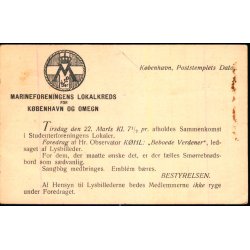 København, Poststemplets Dato
MARINEFORENINGENS LOKALKREDS
FOR
KØBENHAVN OG OMEGN
Tirsdag den 22. Marts Kl. 7½ pr. afholdes Sammenkomst
i Studenterforeningens Lokaler.
Foredrag af Hr. Observator KØHL: „Beboede Verdener“, led-
saget af Lysbilleder.
For dem, der maatte ønske det, er der fælles Smørrebrøds-
bord som sædvanlig.
Sangbog medbringes. Emblem bæres.
BESTYRELSEN.
Af Hensyn til Lysbillederne bedes Medlemmerne ikke ryge
under Foredraget.